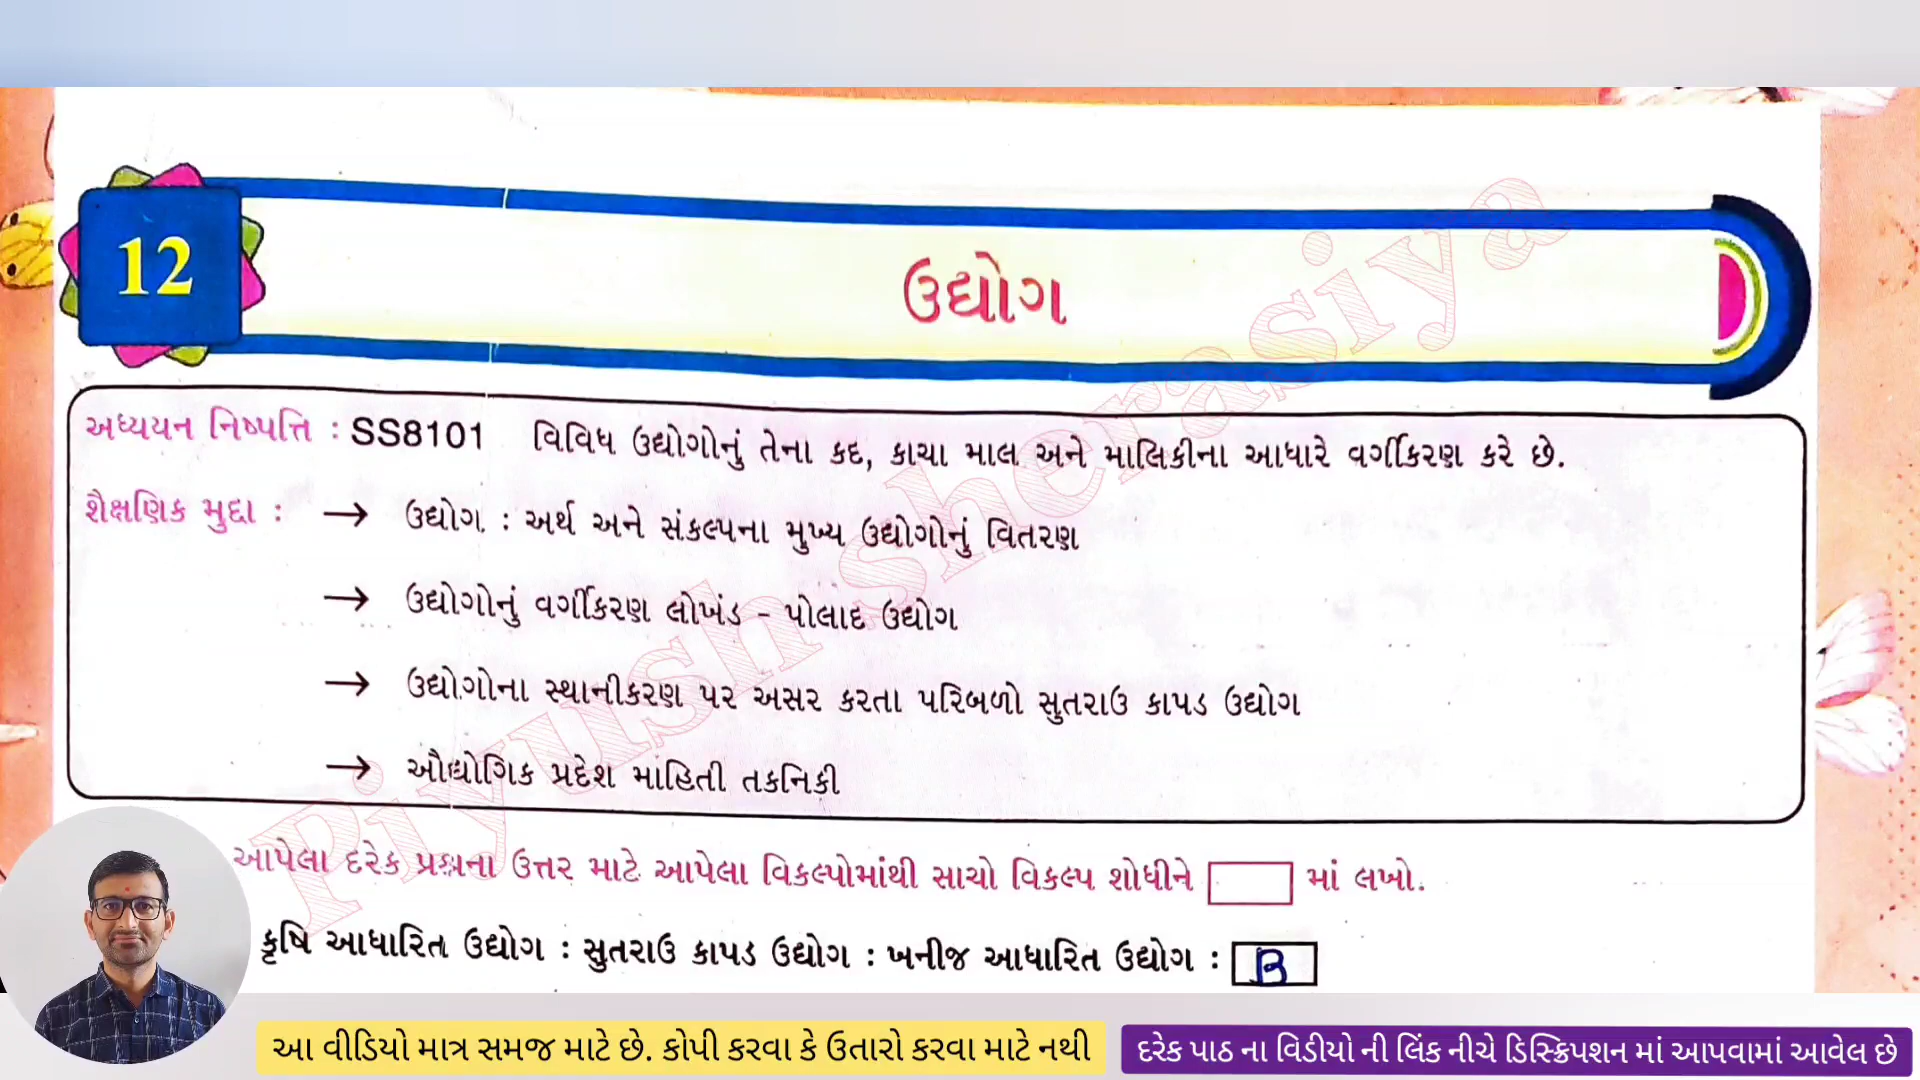 12
ઉદ્યોગ
અધ્યયન નિષ્પત્તિ : SS8101 વિવિધ ઉદ્યોગોનું તેના કદ, કાચા માલ અને માલિકીના આધારે વર્ગીકરણ કરે છે.
શૈક્ષણિક મુદ્દા : → ઉદ્યોગ : અર્થ અને સંકલ્પના મુખ્ય ઉદ્યોગોનું વિતરણ
→ ઉદ્યોગોનું વર્ગીકરણ લોખંડ - પોલાદ ઉદ્યોગ
→ ઉદ્યોગોના સ્થાનીકરણ પર અસર કરતા પરિબળો સુતરાઉ કાપડ ઉદ્યોગ
→ ઔદ્યોગિક પ્રદેશ માહિતી તકનિકી
Piyush sherasiya
આપેલા દરેક પ્રશ્નના ઉત્તર માટે આપેલા વિકલ્પોમાંથી સાચો વિકલ્પ શોધીને માં લખો.
કૃષિ આધારિત ઉદ્યોગ : સુતરાઉ કાપડ ઉદ્યોગ : ખનીજ આધારિત ઉદ્યોગ : B
આ વીડિયો માત્ર સમજ માટે છે. કોપી કરવા કે ઉતારો કરવા માટે નથી
દરેક પાઠ ના વિડીયો ની લિંક નીચે ડિસ્ક્રિપશન માં આપવામાં આવેલ છે